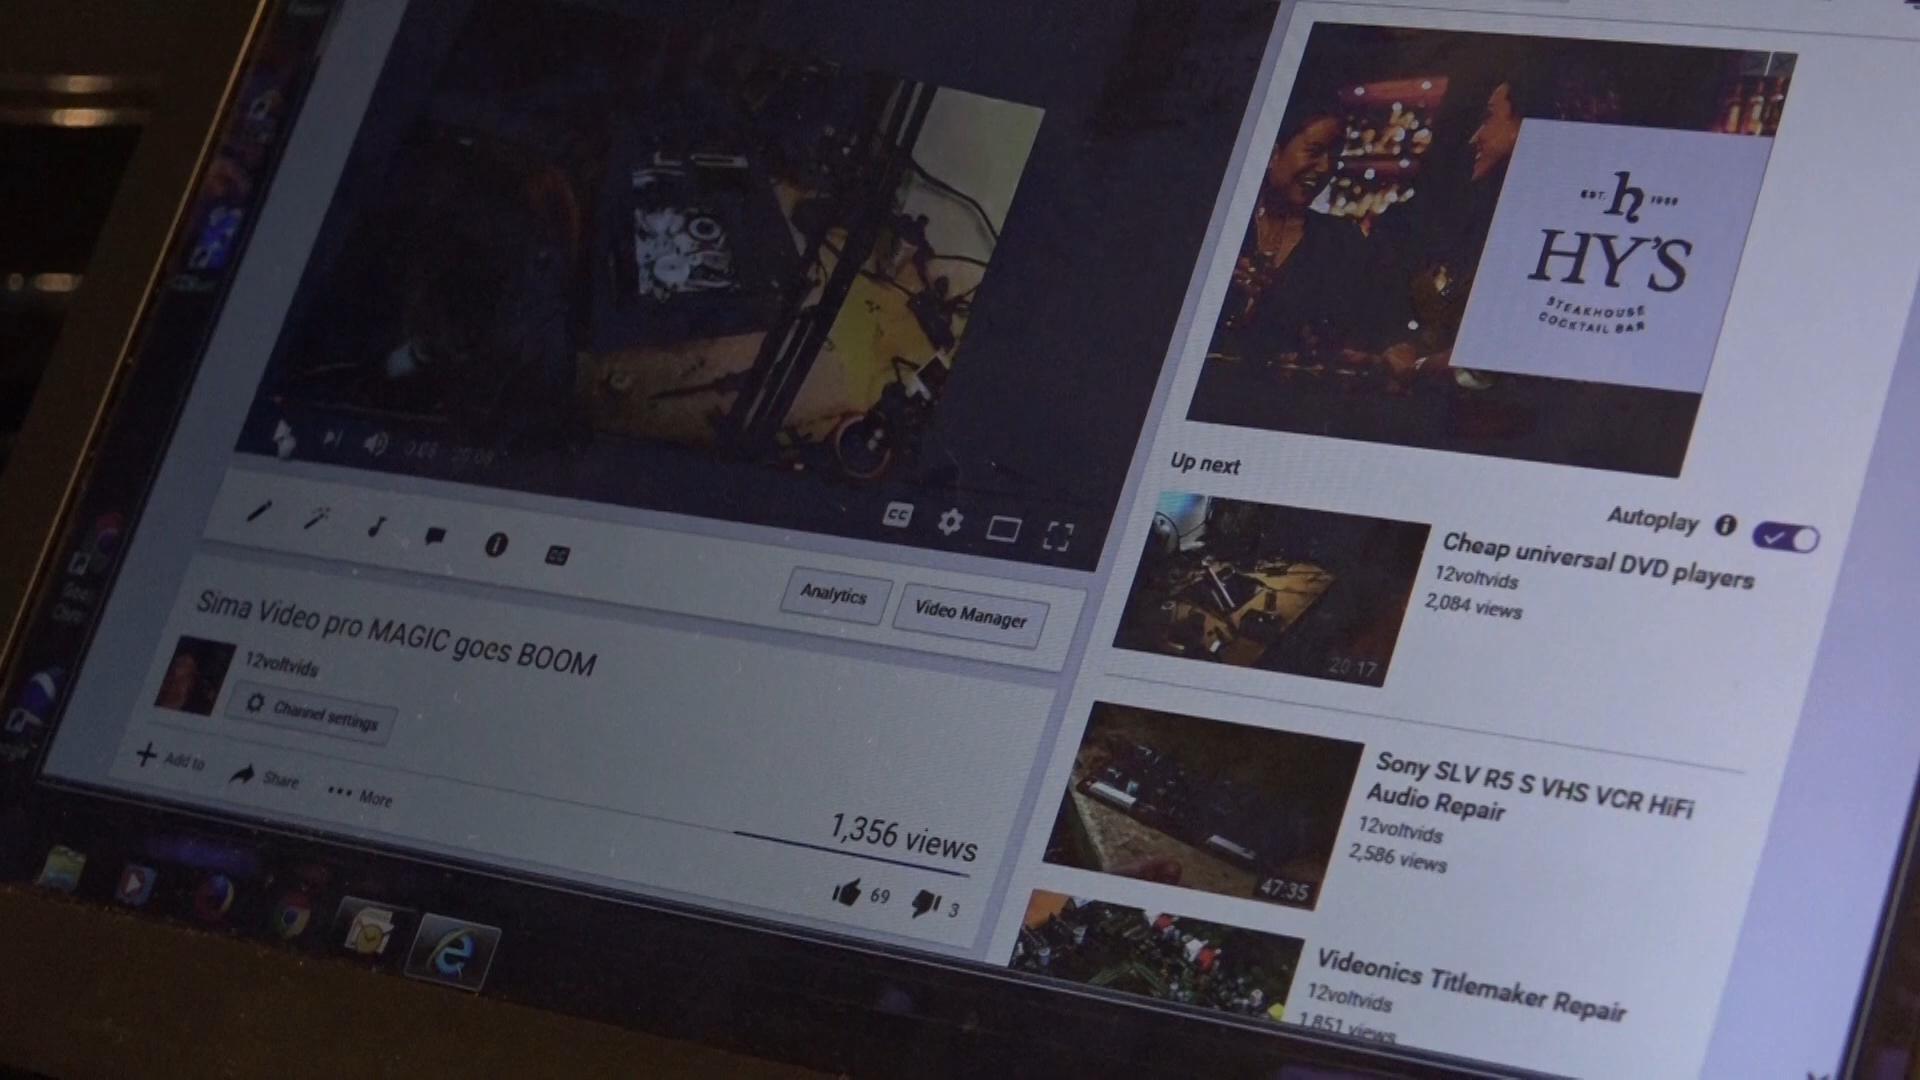 CC
CC
Analytics
Video Manager
Sima Video pro MAGIC goes BOOM
12voltvids
Channel settings
Add to
Share
More
1,356 views
69
3
EST.
h
HY'S
STEAKHOUSE
COCKTAIL BAR
Up next
Autoplay
Cheap universal DVD players
12voltvids
2,084 views
20:17
Sony SLV R5 S VHS VCR HiFi
Audio Repair
12voltvids
2,586 views
47:35
Videonics Titlemaker Repair
12voltvids
1,851 views